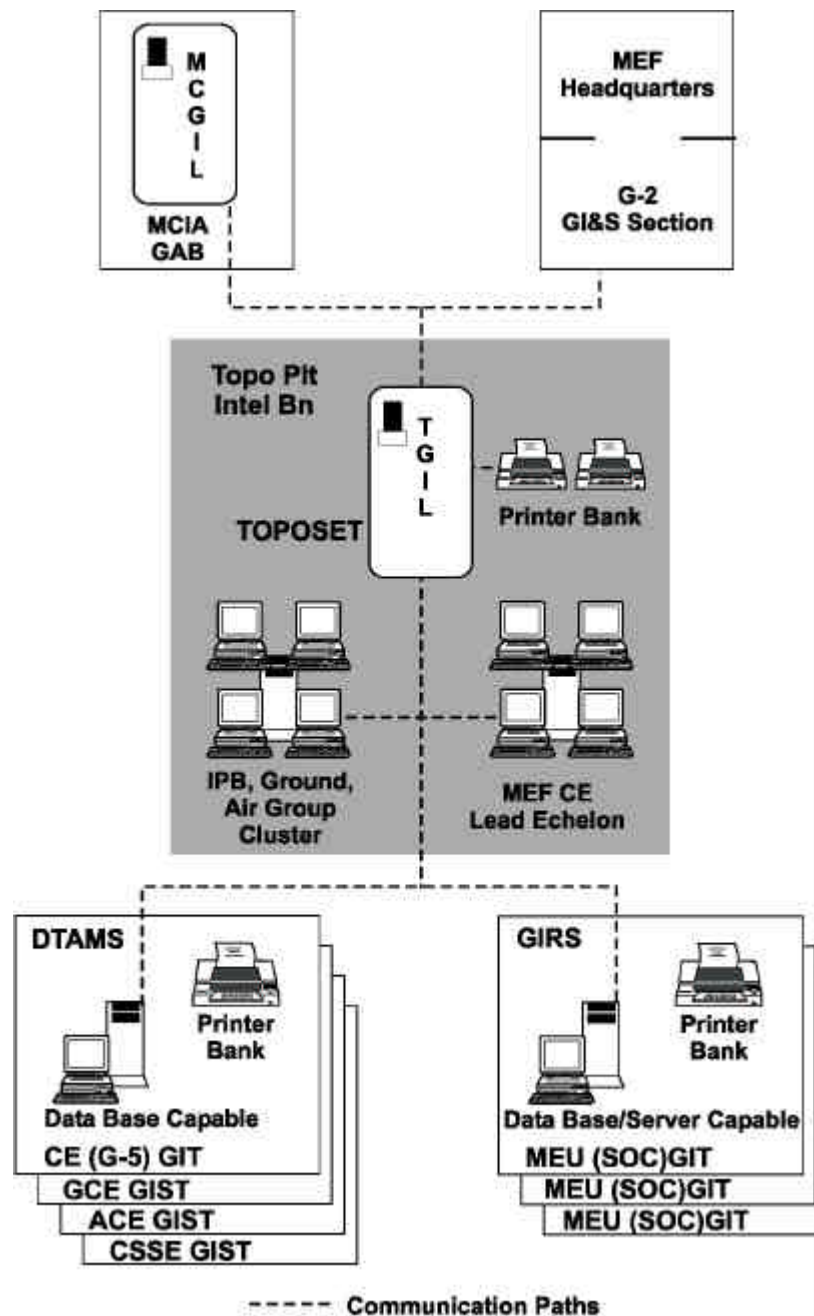 MCGIL
MCIA
GAB
MEF
Headquarters
G-2
GI&S Section
Topo Plt
Intel Bn
TGIL
TOPOSET
Printer Bank
IPB, Ground,
Air Group
Cluster
MEF CE
Lead Echelon
DTAMS
Printer
Bank
Data Base Capable
CE (G-5) GIT
GCE GIST
ACE GIST
CSSE GIST
GIRS
Printer
Bank
Data Base/Server Capable
MEU (SOC)GIT
MEU (SOC)GIT
MEU (SOC)GIT
Communication Paths